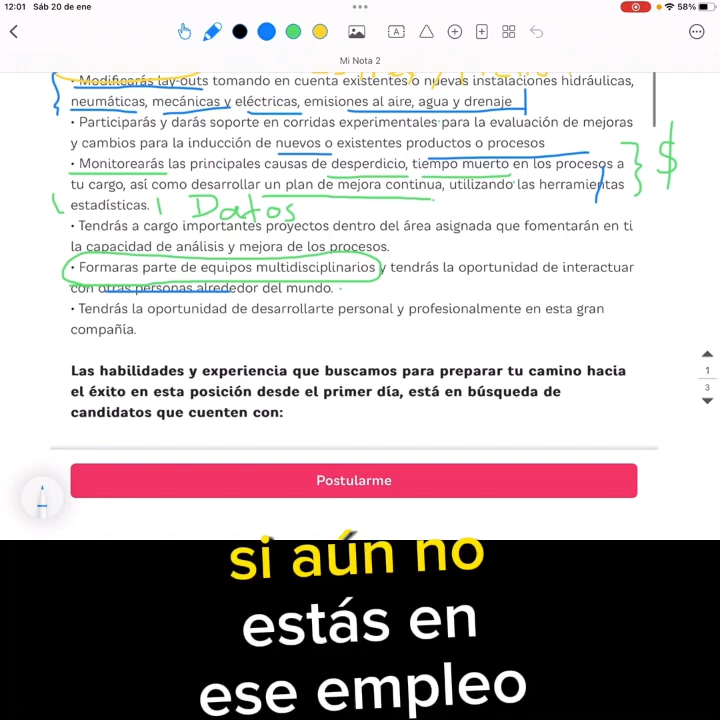 12:01 Sáb 20 de ene
58%
A
Mi Nota 2
• Modificarás lay-outs tomando en cuenta existentes o nuevas instalaciones hidráulicas,
neumáticas, mecánicas y eléctricas, emisiones al aire, agua y drenaje
• Participarás y darás soporte en corridas experimentales para la evaluación de mejoras
y cambios para la inducción de nuevos o existentes productos o procesos
• Monitorearás las principales causas de desperdicio, tiempo muerto en los procesos a
tu cargo, así como desarrollar un plan de mejora continua, utilizando las herramientas
$
estadísticas.
Datos
• Tendrás a cargo importantes proyectos dentro del área asignada que fomentarán en ti
la capacidad de análisis y mejora de los procesos.
• Formaras parte de equipos multidisciplinarios y tendrás la oportunidad de interactuar
con otras personas alrededor del mundo.
• Tendrás la oportunidad de desarrollarte personal y profesionalmente en esta gran
compañía.
Las habilidades y experiencia que buscamos para preparar tu camino hacia
el éxito en esta posición desde el primer día, está en búsqueda de
candidatos que cuenten con:
1
3
Postularme
si aún no
estás en
ese empleo